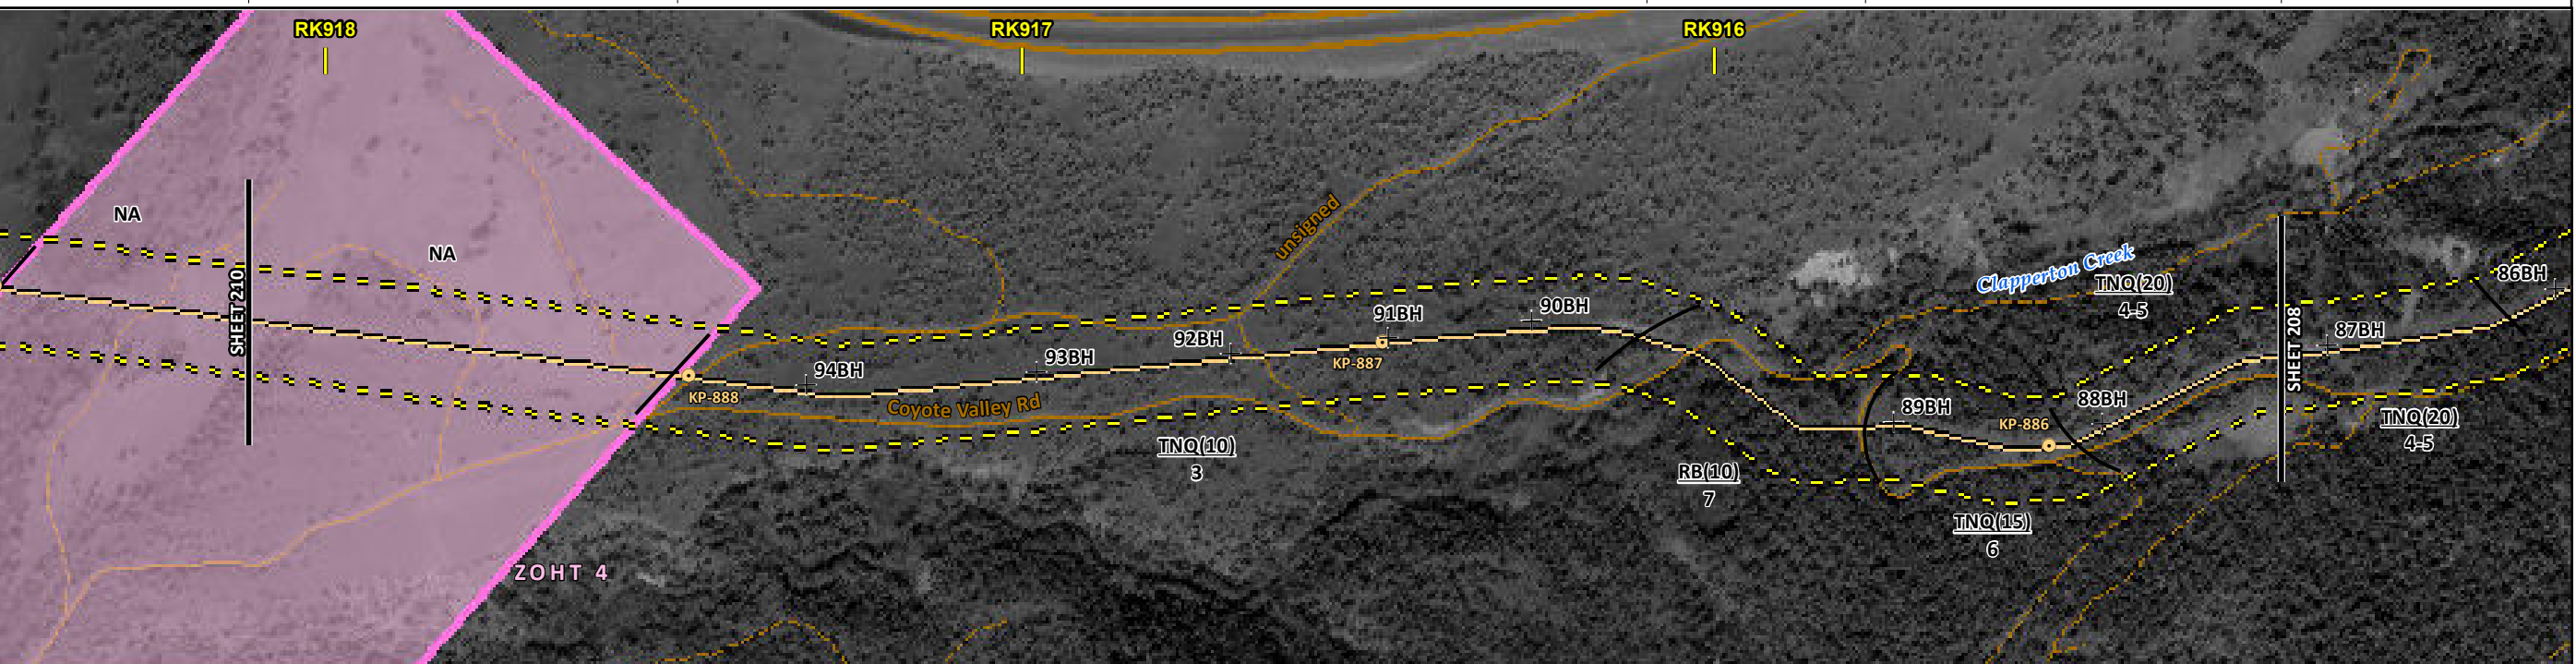 RK918
RK917
RK916
NA
NA
SHEET 210
unsigned
Clapperton Creek
TNQ(20)
4-5
86BH
SHEET 208
87BH
90BH
91BH
92BH
93BH
94BH
KP-887
KP-888
Coyote Valley Rd
88BH
89BH
KP-886
TNQ(20)
4-5
TNQ(10)
3
RB(10)
7
TNQ(15)
6
ZOHT 4